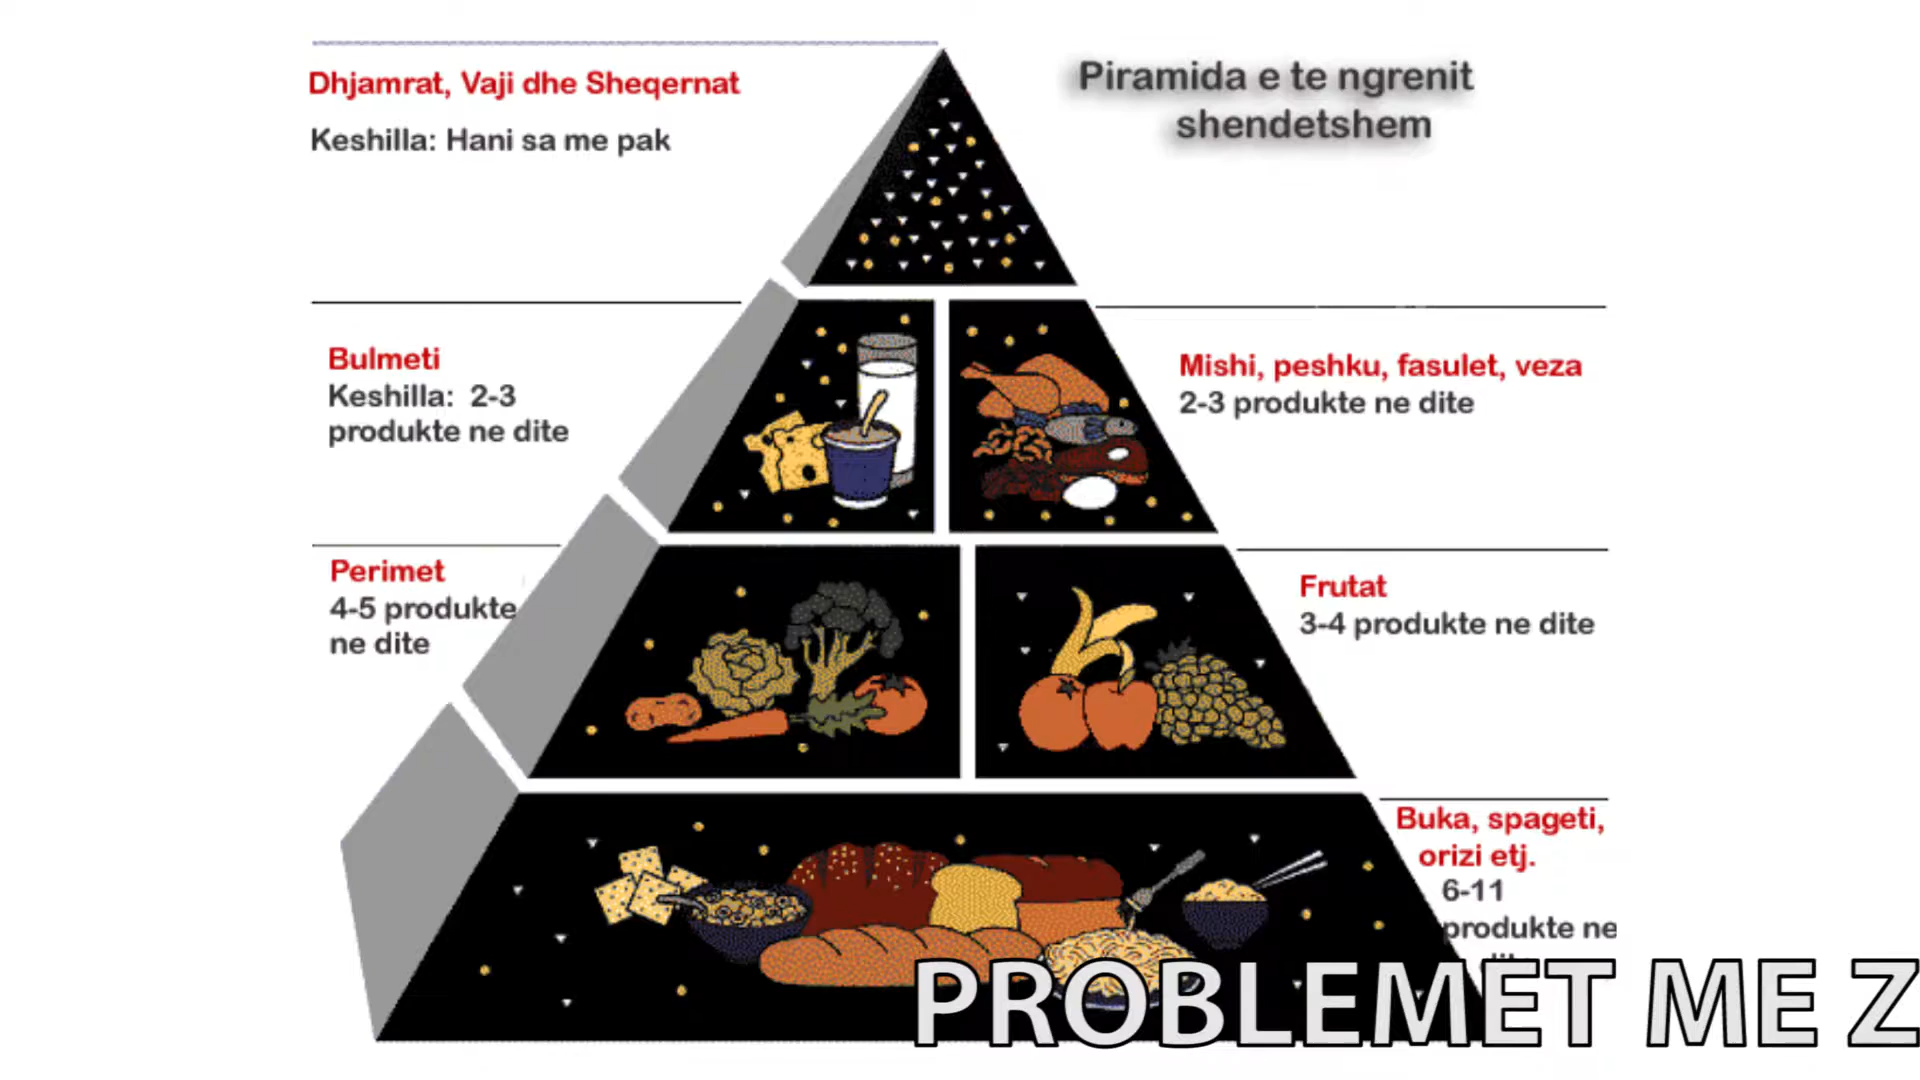 Piramida e te ngrenit
shendetshem
Dhjamrat, Vaji dhe Sheqernat
Keshilla: Hani sa me pak
Bulmeti
Keshilla: 2-3
produkte ne dite
Mishi, peshku, fasulet, veza
2-3 produkte ne dite
Perimet
4-5 produkte
ne dite
Frutat
3-4 produkte ne dite
Buka, spageti,
orizi etj.
6-11
produkte ne
PROBLEMET ME Z